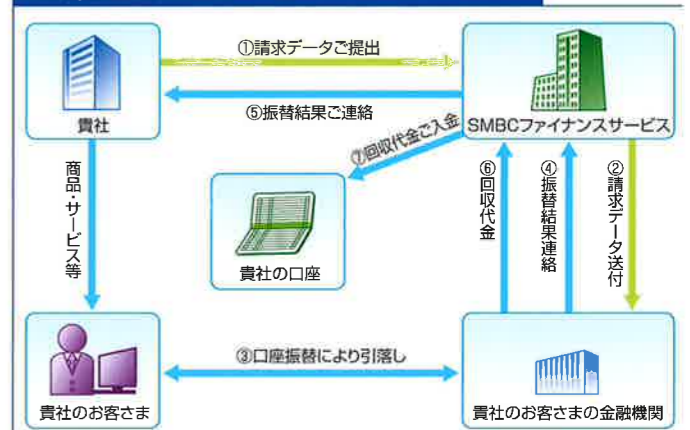 ①請求データご提出
貴社
⑤振替結果ご連絡
SMBCファイナンスサービス
⑦回収代金ご入金
商品・サービス等
貴社の口座
⑥回収代金
④振替結果連絡
②請求データ送付
③口座振替により引落し
貴社のお客さま
貴社のお客さまの金融機関